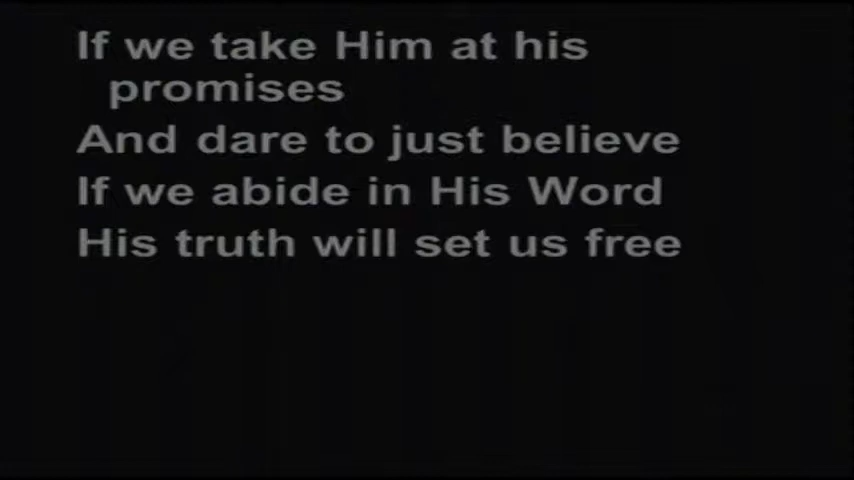 If we take Him at his
promises
And dare to just believe
If we abide in His Word
His truth will set us free